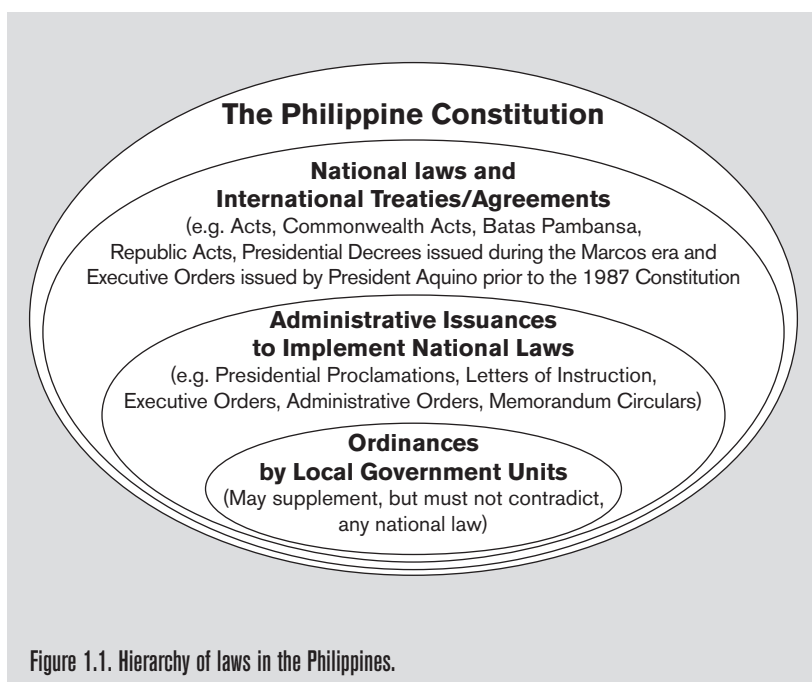 The Philippine Constitution
National laws and
International Treaties/Agreements
(e.g. Acts, Commonwealth Acts, Batas Pambansa,
Republic Acts, Presidential Decrees issued during the Marcos era and
Executive Orders issued by President Aquino prior to the 1987 Constitution
Administrative Issuances
to Implement National Laws
(e.g. Presidential Proclamations, Letters of Instruction,
Executive Orders, Administrative Orders, Memorandum Circulars)
Ordinances
by Local Government Units
(May supplement, but must not contradict,
any national law)
Figure 1.1. Hierarchy of laws in the Philippines.